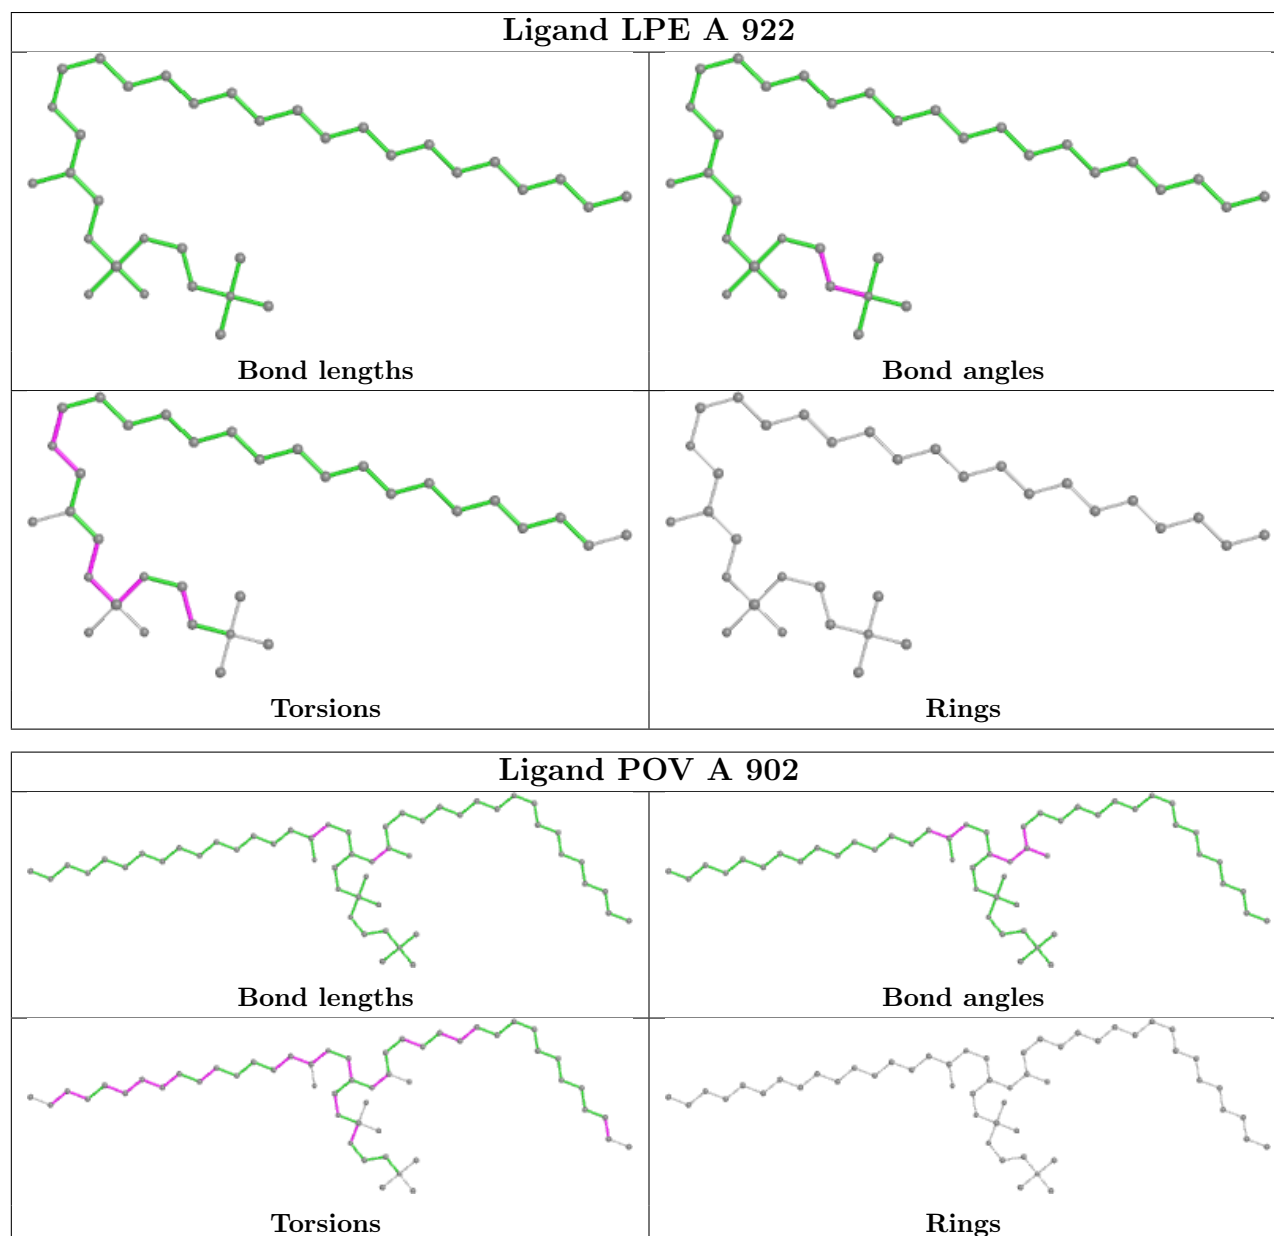 Ligand LPE A 922
Bond lengths
Bond angles
Torsions
Rings
Ligand POV A 902
Bond lengths
Bond angles
Torsions
Rings